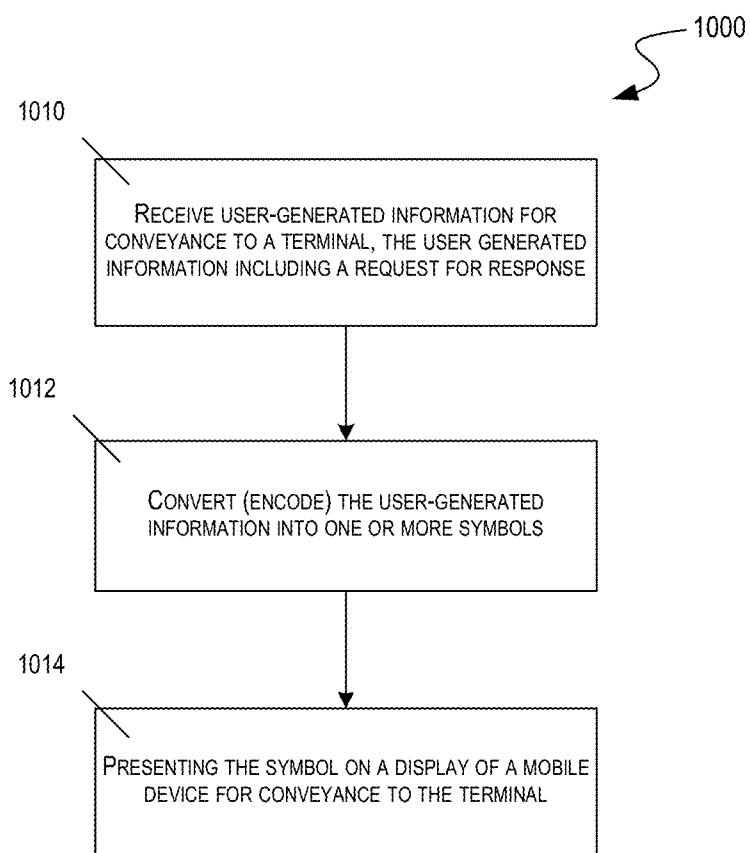 1000
1010
RECEIVE USER-GENERATED INFORMATION FOR
CONVEYANCE TO A TERMINAL, THE USER GENERATED
INFORMATION INCLUDING A REQUEST FOR RESPONSE
1012
CONVERT (ENCODE) THE USER-GENERATED
INFORMATION INTO ONE OR MORE SYMBOLS
1014
PRESENTING THE SYMBOL ON A DISPLAY OF A MOBILE
DEVICE FOR CONVEYANCE TO THE TERMINAL